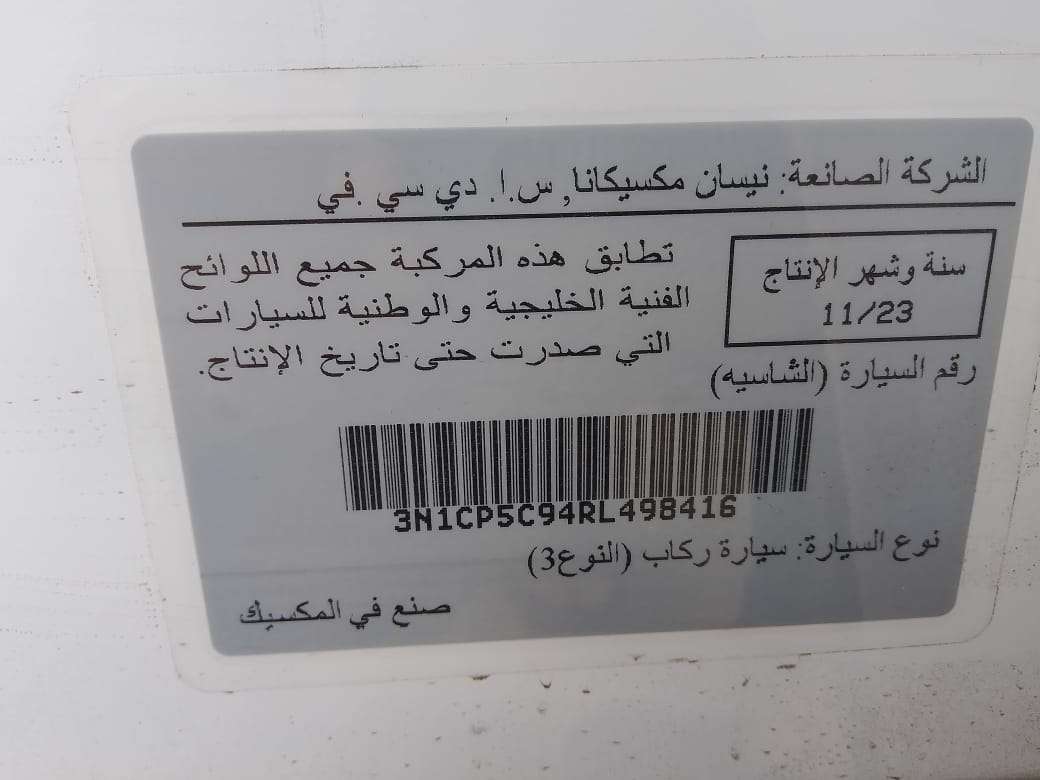 الشركة الصانعة: نيسان مكسيكانا, س.ا. دي سي .في
سنة وشهر الإنتاج
11/23
تطابق هذه المركبة جميع اللوائح
الفنية الخليجية والوطنية للسيارات
التي صدرت حتى تاريخ الإنتاج.
رقم السيارة (الشاسيه)
3N1CP5C94RL498416
نوع السيارة: سيارة ركاب (النوع3)
صنع في المكسيك